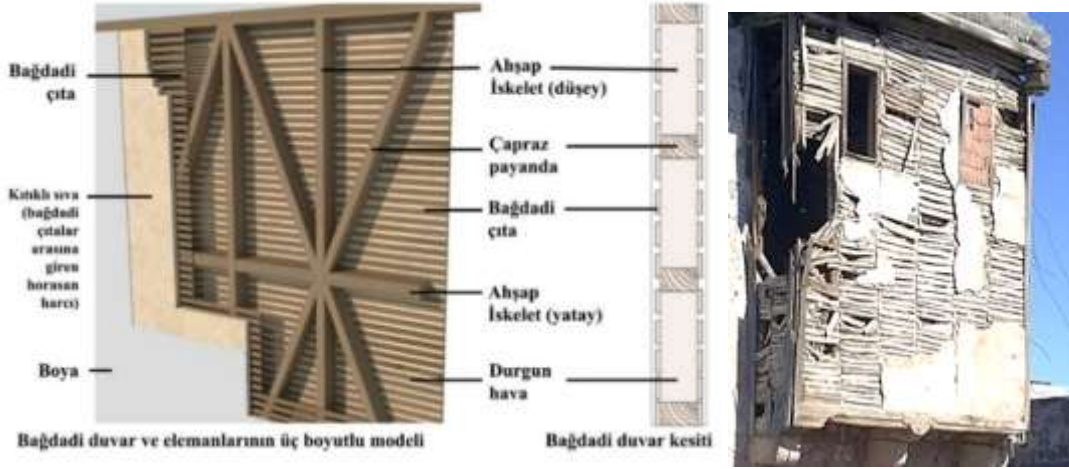 Bağdadi
çıta
Kıtıklı sıva
(bağdadi
çıtalar
arasına
giren
horasan
harcı)
Boya
Ahşap
İskelet (düşey)
Çapraz
payanda
Bağdadi
çıta
Ahşap
İskelet (yatay)
Durgun
hava
Bağdadi duvar ve elemanlarının üç boyutlu modeli
Bağdadi duvar kesiti